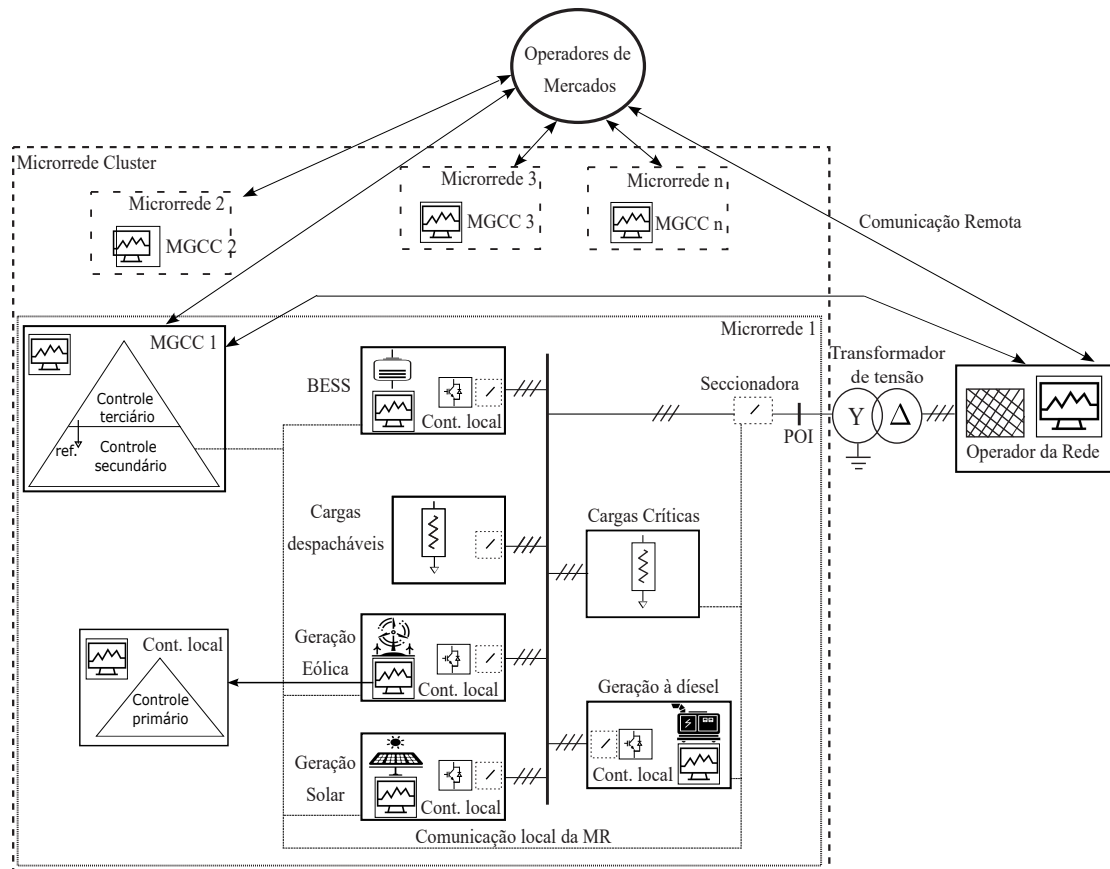 Operadores de
Mercados
Microrrede Cluster
Microrrede 2
MGCC 2
Microrrede 3
MGCC 3
Microrrede n
MGCC n
Comunicação Remota
MGCC 1
Controle
terciário
ref.
Controle
secundário
Microrrede 1
BESS
Cont. local
Seccionadora
POI
Transformador
de tensão
Y
Δ
Operador da Rede
Cargas
despacháveis
Cargas Críticas
Cont. local
Controle
primário
Geração
Eólica
Cont. local
Geração à díesel
Cont. local
Geração
Solar
Cont. local
Comunicação local da MR